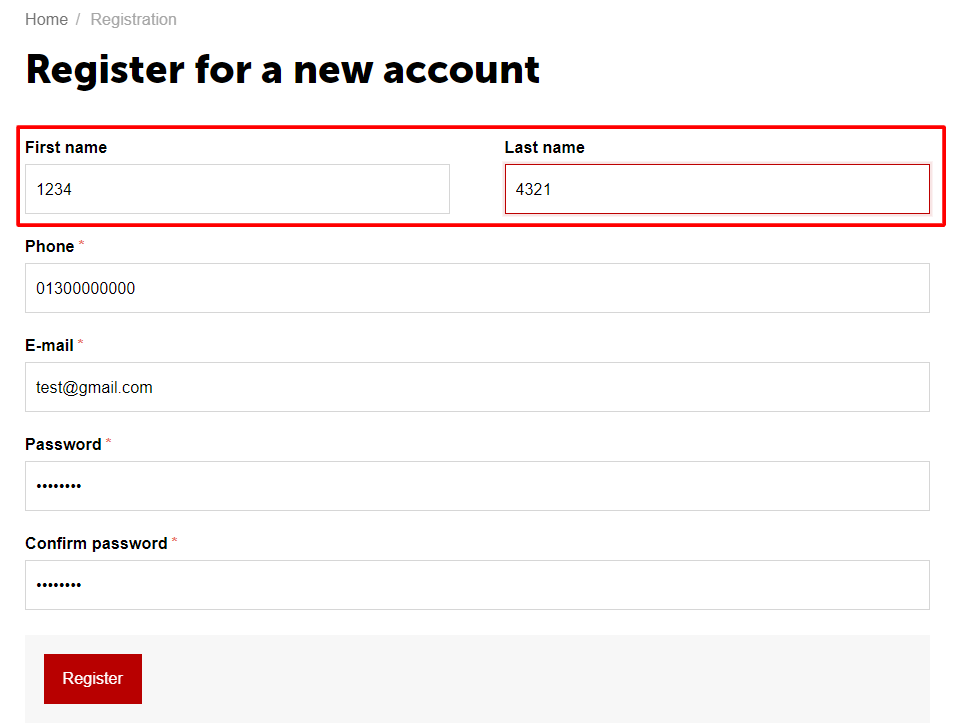 Home / Registration
Register for a new account
First name Last name
1234 4321
Phone *
01300000000
E-mail *
test@gmail.com
Password *
••••••••
Confirm password *
••••••••
Register